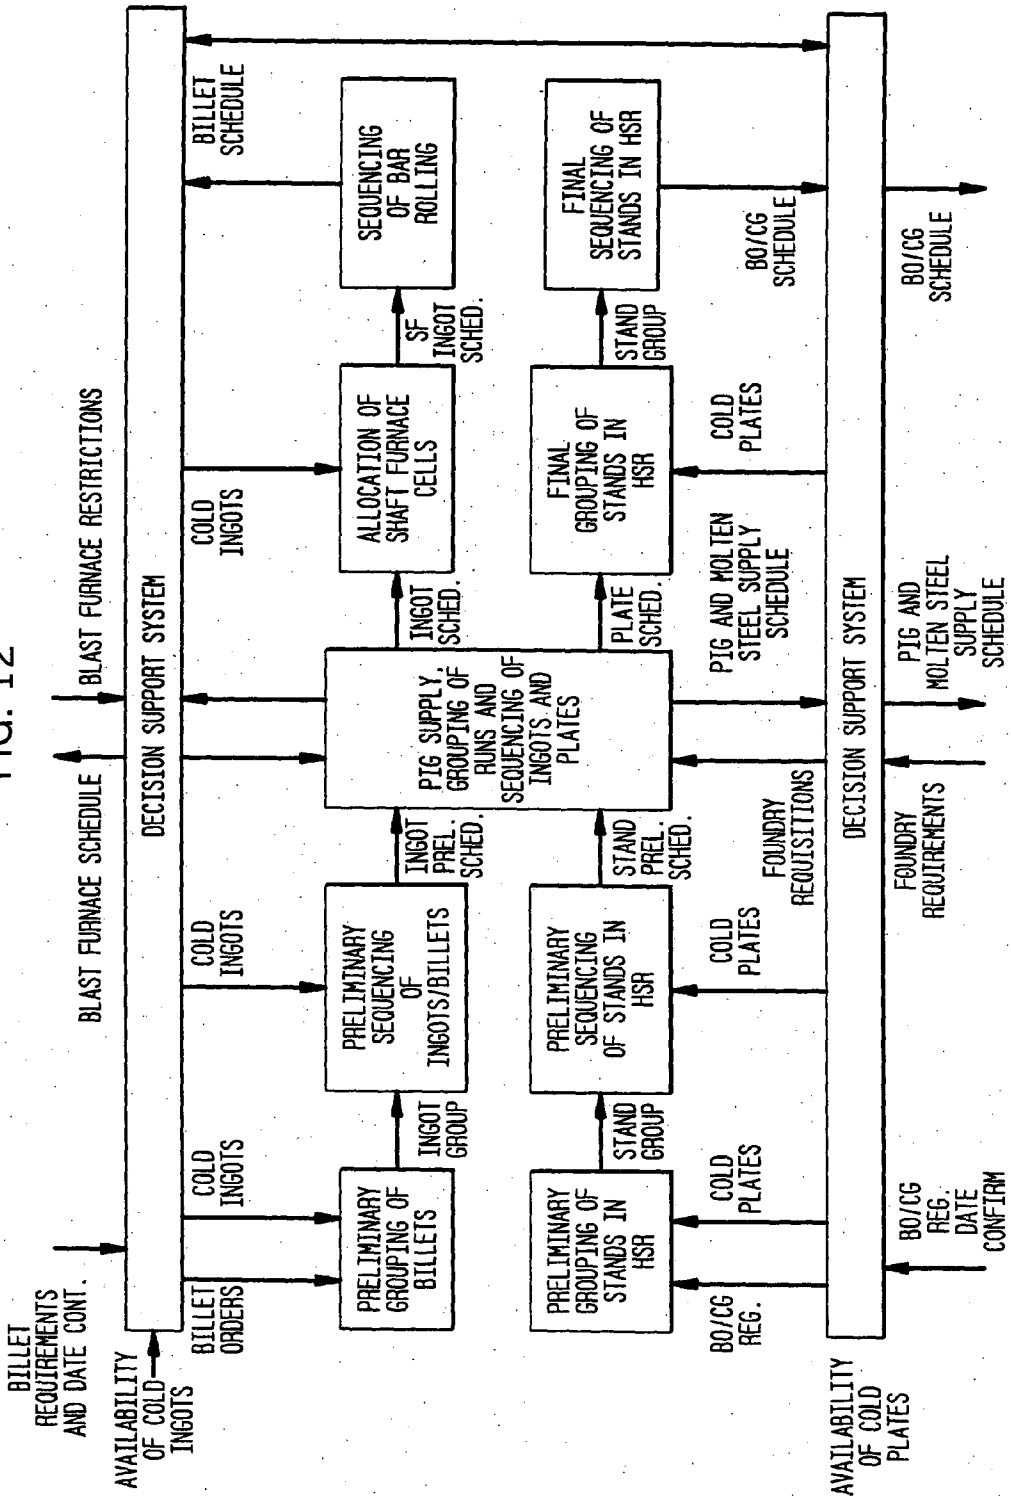 FIG. 12
BILLET
REQUIREMENTS
AND DATE CONT.
BLAST FURNACE SCHEDULE
BLAST FURNACE RESTRICTIONS
AVAILABILITY
OF COLD
INGOTS
DECISION SUPPORT SYSTEM
BILLET
ORDERS
COLD
INGOTS
COLD
INGOTS
COLD
INGOTS
BILLET
SCHEDULE
PRELIMINARY
GROUPING OF
BILLETS
INGOT
GROUP
PRELIMINARY
SEQUENCING
OF
INGOTS/BILLETS
INGOT
PREL.
SCHED.
PIG SUPPLY,
GROUPING OF
RUNS AND
SEQUENCING OF
INGOTS AND
PLATES
INGOT
SCHED.
ALLOCATION OF
SHAFT FURNACE
CELLS
SF
INGOT
SCHED.
SEQUENCING
OF BAR
ROLLING
PRELIMINARY
GROUPING OF
STANDS IN
HSR
STAND
GROUP
PRELIMINARY
SEQUENCING
OF STANDS IN
HSR
STAND
PREL.
SCHED.
PLATE
SCHED.
FINAL
GROUPING OF
STANDS IN
HSR
STAND
GROUP
FINAL
SEQUENCING OF
STANDS IN HSR
BO/CG
REG.
COLD
PLATES
COLD
PLATES
FOUNDRY
REQUISITIONS
PIG AND MOLTEN
STEEL SUPPLY
SCHEDULE
COLD
PLATES
BO/CG
SCHEDULE
AVAILABILITY
OF COLD
PLATES
DECISION SUPPORT SYSTEM
BO/CG
REG.
DATE
CONFIRM
FOUNDRY
REQUIREMENTS
PIG AND
MOLTEN STEEL
SUPPLY
SCHEDULE
BO/CG
SCHEDULE